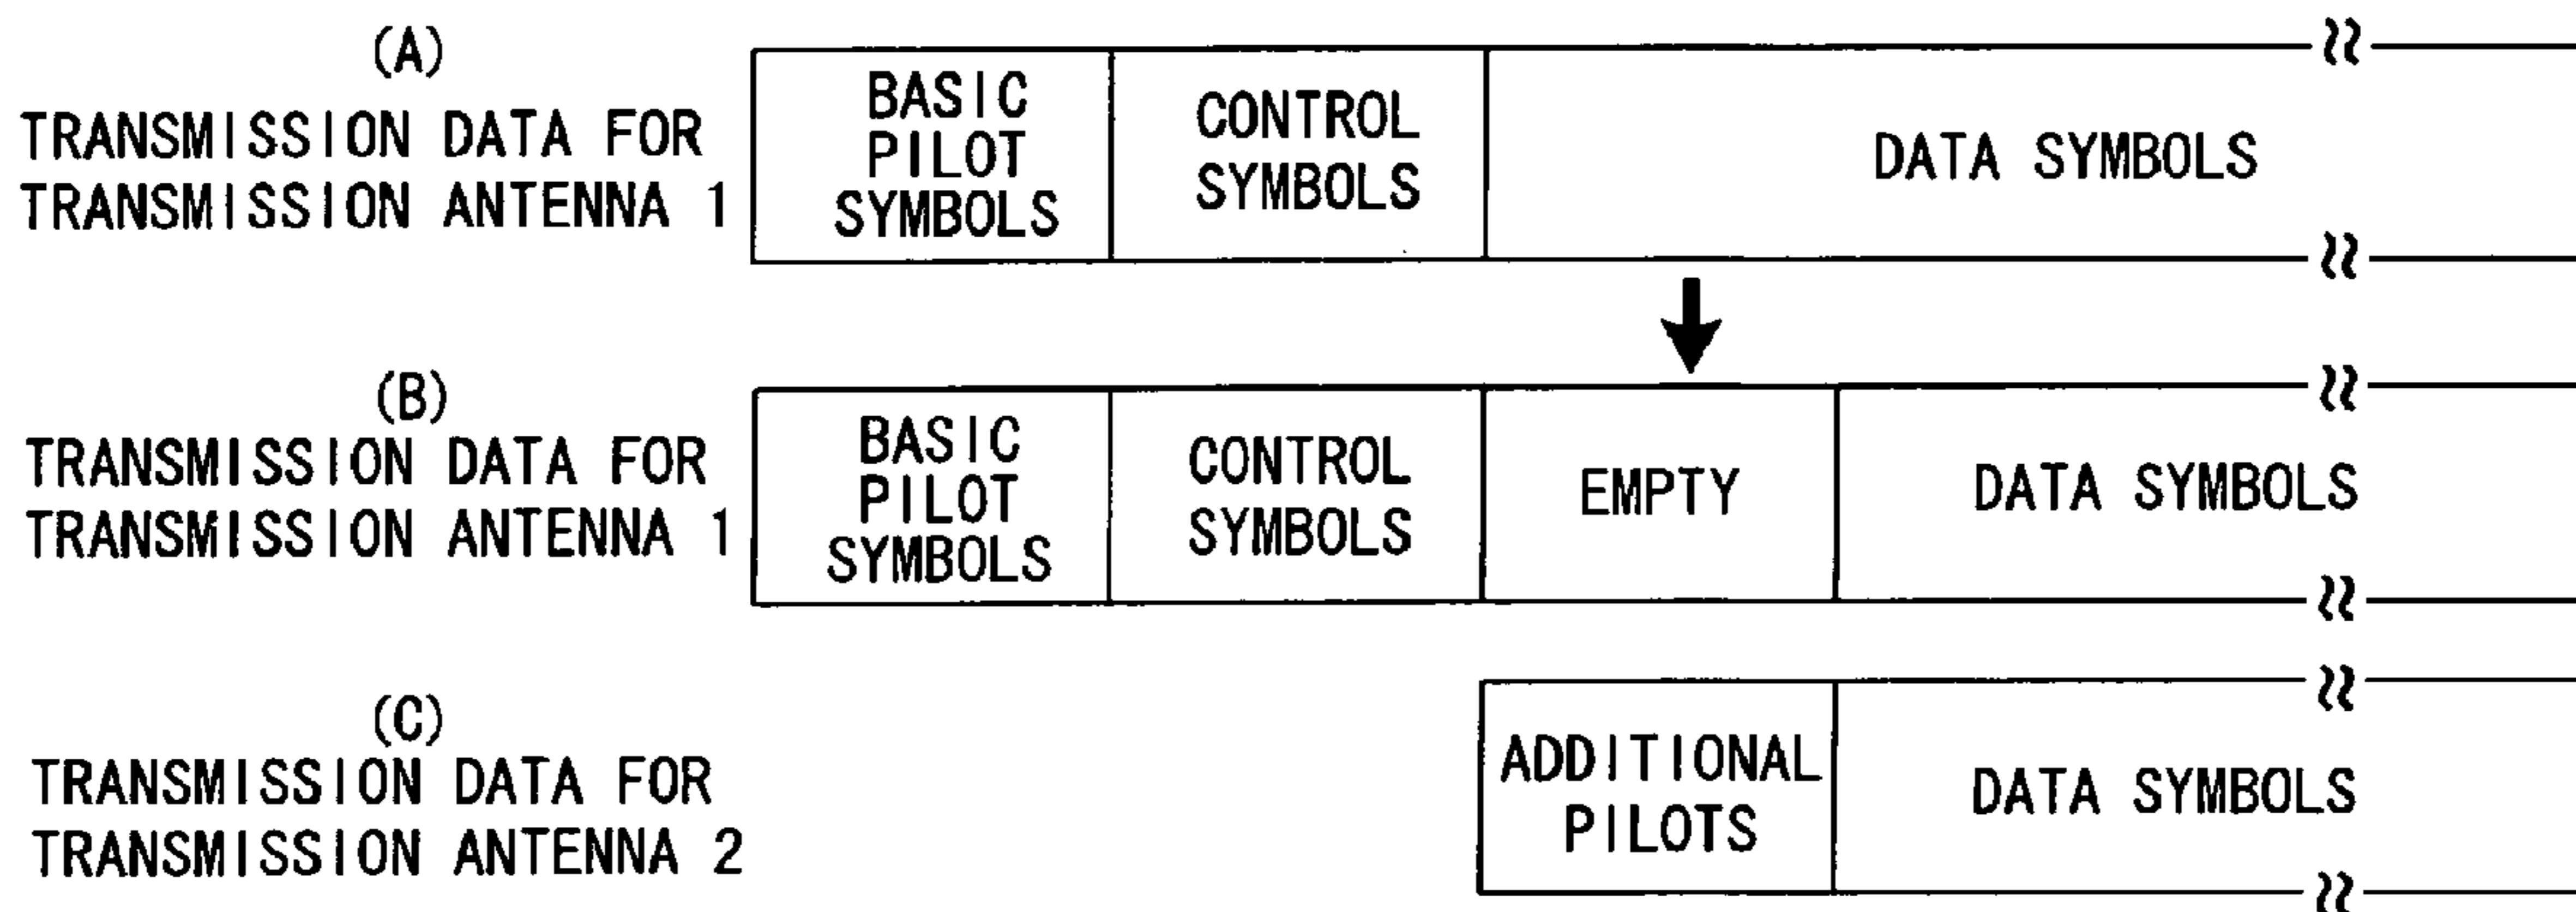 (A)
TRANSMISSION DATA FOR
TRANSMISSION ANTENNA 1
BASIC
PILOT
SYMBOLS
CONTROL
SYMBOLS
DATA SYMBOLS
(B)
TRANSMISSION DATA FOR
TRANSMISSION ANTENNA 1
BASIC
PILOT
SYMBOLS
CONTROL
SYMBOLS
EMPTY
DATA SYMBOLS
(C)
TRANSMISSION DATA FOR
TRANSMISSION ANTENNA 2
ADDITIONAL
PILOTS
DATA SYMBOLS